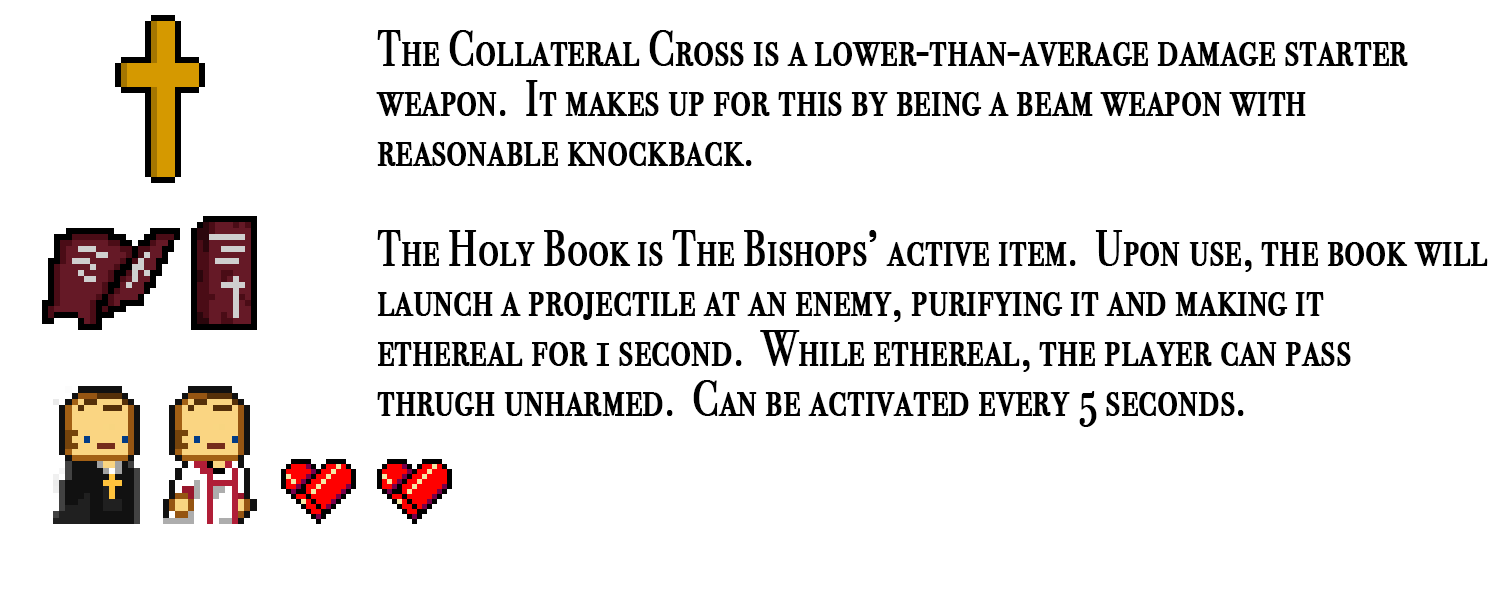 The Collateral Cross is a lower-than-average damage starter
weapon.  It makes up for this by being a beam weapon with
reasonable knockback.
The Holy Book is The Bishops’ active item.  Upon use, the book will
launch a projectile at an enemy, purifying it and making it
ethereal for 1 second.  While ethereal, the player can pass
thrugh unharmed.  Can be activated every 5 seconds.